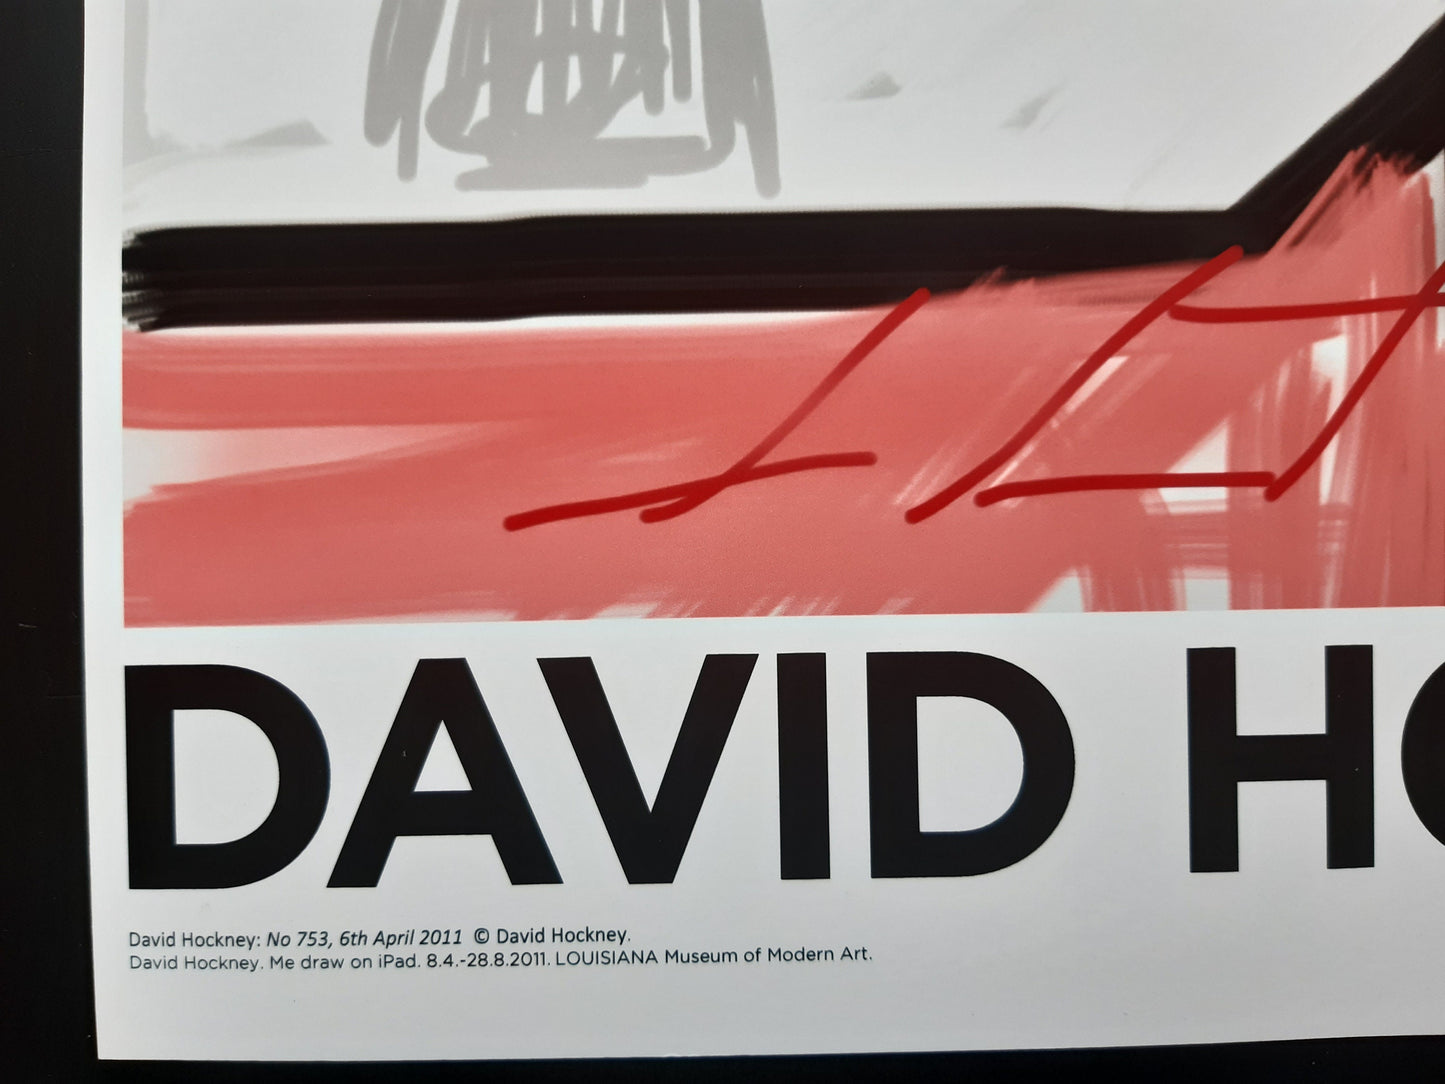 DAVID HO
David Hockney: No 753, 6th April 2011 © David Hockney.
David Hockney. Me draw on iPad. 8.4.-28.8.2011. LOUISIANA Museum of Modern Art.